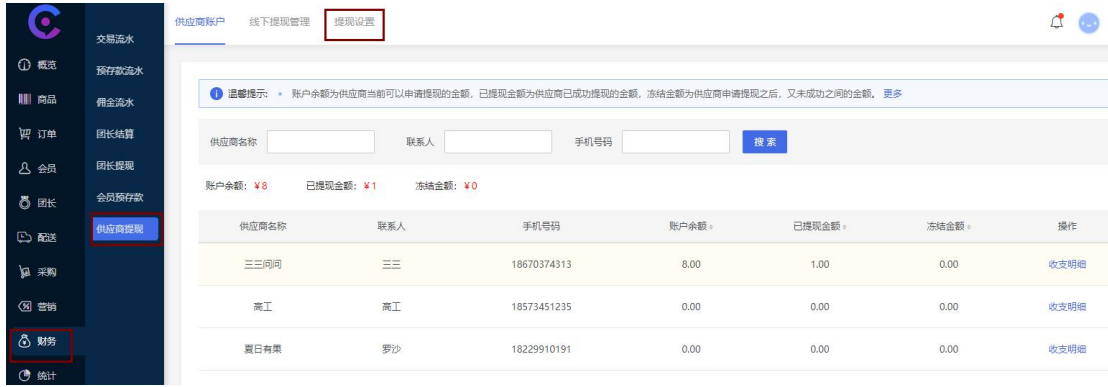 供应商账户 线下提现管理 提现设置
概览
商品
订单
会员
团长
配送
采购
营销
财务
统计
交易流水
预存款流水
佣金流水
团长结算
团长提现
会员预存款
供应商提现
温馨提示: 账户余额为供应商当前可以申请提现的金额，已提现金额为供应商已成功提现的金额，冻结金额为供应商申请提现之后，又未成功之间的金额。 更多
供应商名称 联系人 手机号码 搜索
账户余额: ¥8 已提现金额: ¥1 冻结金额: ¥0
供应商名称 联系人 手机号码 账户余额 已提现金额 冻结金额 操作
三三问问 三三 18670374313 8.00 1.00 0.00 收支明细
高工 高工 18573451235 0.00 0.00 0.00 收支明细
夏日有果 罗沙 18229910191 0.00 0.00 0.00 收支明细